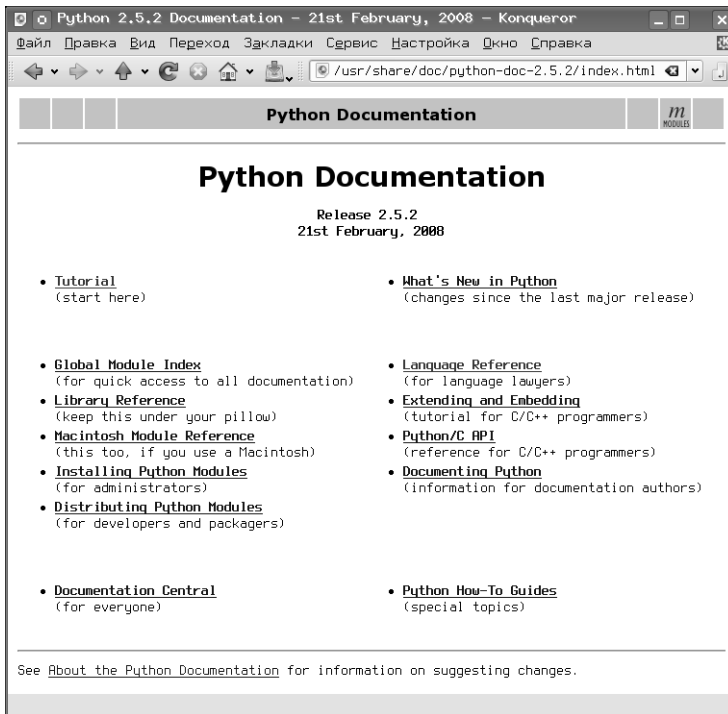 Python 2.5.2 Documentation – 21st February, 2008 – Konqueror
Файл Правка Вид Переход Закладки Сервис Настройка Окно Справка
/usr/share/doc/python-doc-2.5.2/index.html
Python Documentation
m
MODULES
Python Documentation
Release 2.5.2
21st February, 2008
Tutorial
(start here)
What's New in Python
(changes since the last major release)
Global Module Index
(for quick access to all documentation)
Library Reference
(keep this under your pillow)
Macintosh Module Reference
(this too, if you use a Macintosh)
Installing Python Modules
(for administrators)
Distributing Python Modules
(for developers and packagers)
Language Reference
(for language lawyers)
Extending and Embedding
(tutorial for C/C++ programmers)
Python/C API
(reference for C/C++ programmers)
Documenting Python
(information for documentation authors)
Documentation Central
(for everyone)
Python How-To Guides
(special topics)
See About the Python Documentation for information on suggesting changes.